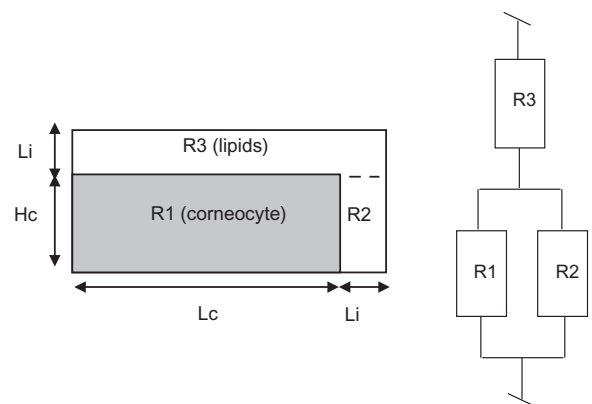 Li
R3 (lipids)
Hc
R1 (corneocyte)
R2
Lc
Li
R3
R1
R2